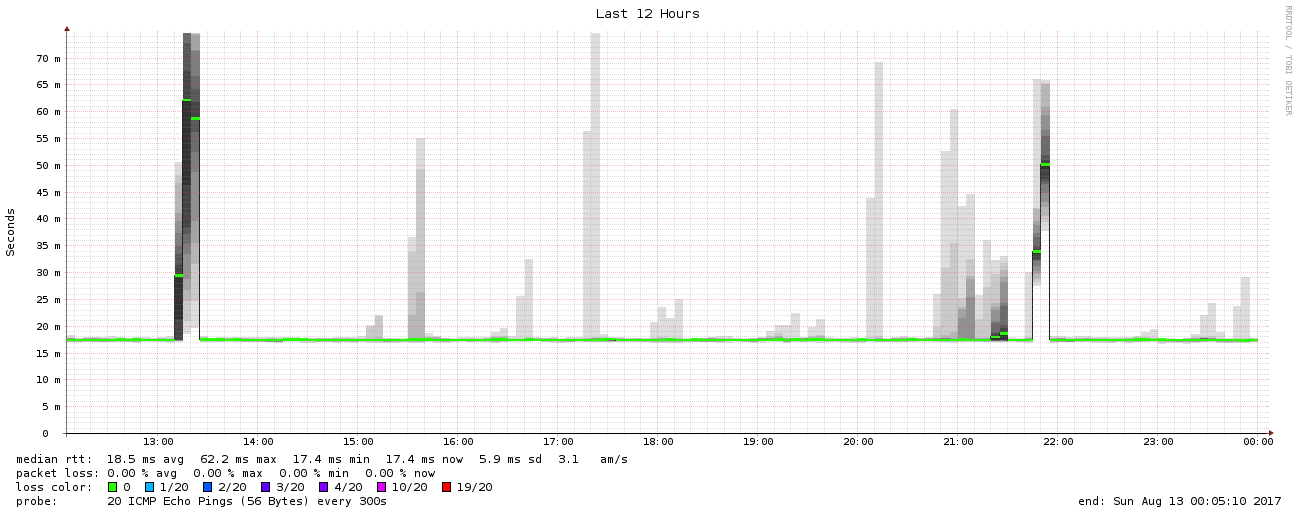 Last 12 Hours
RRDTOOL / TOBI OETIKER
Seconds
70 m
65 m
60 m
55 m
50 m
45 m
40 m
35 m
30 m
25 m
20 m
15 m
10 m
5 m
0
13:00 14:00 15:00 16:00 17:00 18:00 19:00 20:00 21:00 22:00 23:00 00:00
median rtt: 18.5 ms avg 62.2 ms max 17.4 ms min 17.4 ms now 5.9 ms sd 3.1 am/s
packet loss: 0.00 % avg 0.00 % max 0.00 % min 0.00 % now
loss color: 0 1/20 2/20 3/20 4/20 10/20 19/20
probe: 20 ICMP Echo Pings (56 Bytes) every 300s end: Sun Aug 13 00:05:10 2017